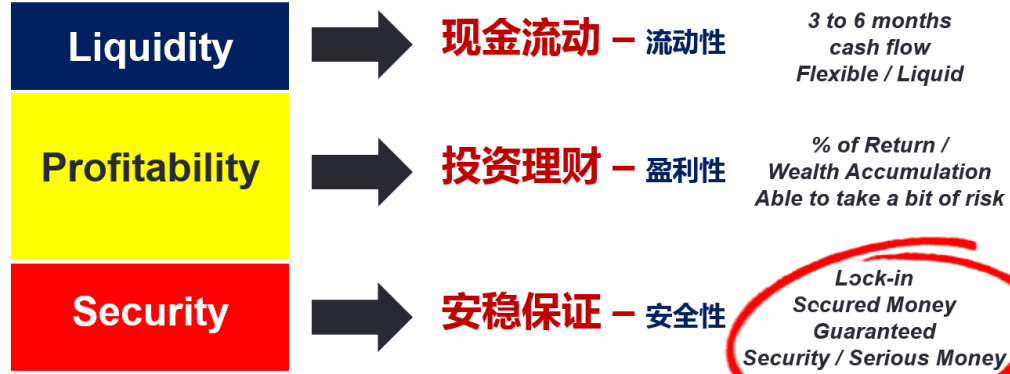 Liquidity
现金流动 – 流动性
3 to 6 months
cash flow
Flexible / Liquid
Profitability
投资理财 – 盈利性
% of Return /
Wealth Accumulation
Able to take a bit of risk
Security
安稳保证 – 安全性
Lock-in
Secured Money
Guaranteed
Security / Serious Money